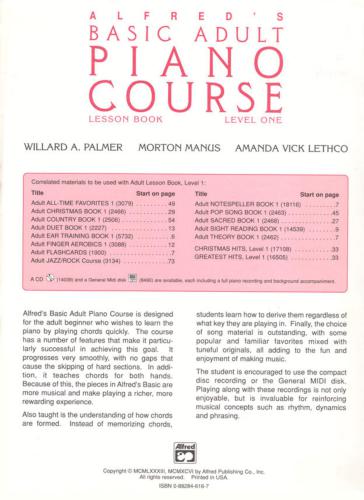 ALFRED'S
BASIC ADULT
PIANO
COURSE
LESSON BOOK LEVEL ONE
WILLARD A. PALMER MORTON MANUS AMANDA VICK LETHCO
Correlated materials to be used with Adult Lesson Book, Level 1:
Title Start on page
Adult ALL-TIME FAVORITES 1 (3079) . . . . . . . . 49
Adult CHRISTMAS BOOK 1 (2466) . . . . . . . . . 29
Adult COUNTRY BOOK 1 (2506) . . . . . . . . . . 54
Adult DUET BOOK 1 (2227) . . . . . . . . . . . . 13
Adult EAR TRAINING BOOK 1 (5732) . . . . . . . . 6
Adult FINGER AEROBICS 1 (3088) . . . . . . . . . 12
Adult FLASHCARDS (1800) . . . . . . . . . . . . 7
Adult JAZZ/ROCK Course (3134) . . . . . . . . . 73
Title Start on page
Adult NOTESPELLER BOOK 1 (18116) . . . . . . . .7
Adult POP SONG BOOK 1 (2463) . . . . . . . . . .45
Adult SACRED BOOK 1 (2468) . . . . . . . . . . .27
Adult SIGHT READING BOOK 1 (14539) . . . . . . .9
Adult THEORY BOOK 1 (2462) . . . . . . . . . . .7
CHRISTMAS HITS, Level 1 (17108) . . . . . . . . .33
GREATEST HITS, Level 1 (16505) . . . . . . . . .33
A CD (14039) and a General Midi disk (8490) are available, each including a full piano recording and background accompaniment.
Alfred's Basic Adult Piano Course is designed
for the adult beginner who wishes to learn the
piano by playing chords quickly. The course
has a number of features that make it particu-
larly successful in achieving this goal. It
progresses very smoothly, with no gaps that
cause the skipping of hard sections. In addi-
tion, it teaches chords for both hands.
Because of this, the pieces in Alfred's Basic are
more musical and make playing a richer, more
rewarding experience.
Also taught is the understanding of how chords
are formed. Instead of memorizing chords,
students learn how to derive them regardless of
what key they are playing in. Finally, the choice
of song material is outstanding, with some
popular and familiar favorites mixed with
tuneful originals, all adding to the fun and
enjoyment of making music.
The student is encouraged to use the compact
disc recording or the General MIDI disk.
Playing along with these recordings is not only
enjoyable, but is invaluable for reinforcing
musical concepts such as rhythm, dynamics
and phrasing.
Alfred
Copyright © MCMLXXXIII, MCMXCVI by Alfred Publishing Co., Inc.
All rights reserved. Printed in USA.
ISBN 0-88284-616-7